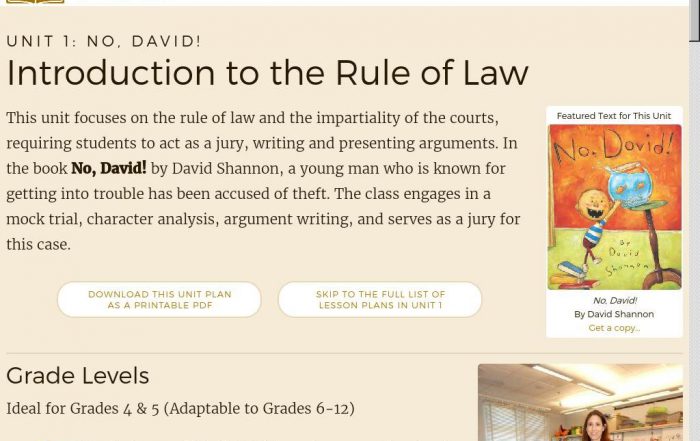 UNIT 1: NO, DAVID!
Introduction to the Rule of Law
This unit focuses on the rule of law and the impartiality of the courts,
requiring students to act as a jury, writing and presenting arguments. In
the book No, David! by David Shannon, a young man who is known for
getting into trouble has been accused of theft. The class engages in a
mock trial, character analysis, argument writing, and serves as a jury for
this case.
DOWNLOAD THIS UNIT PLAN
AS A PRINTABLE PDF
SKIP TO THE FULL LIST OF
LESSON PLANS IN UNIT 1
Featured Text for This Unit
No, David!
By
David
Shannon
No, David!
By David Shannon
Get a copy...
Grade Levels
Ideal for Grades 4 & 5 (Adaptable to Grades 6-12)